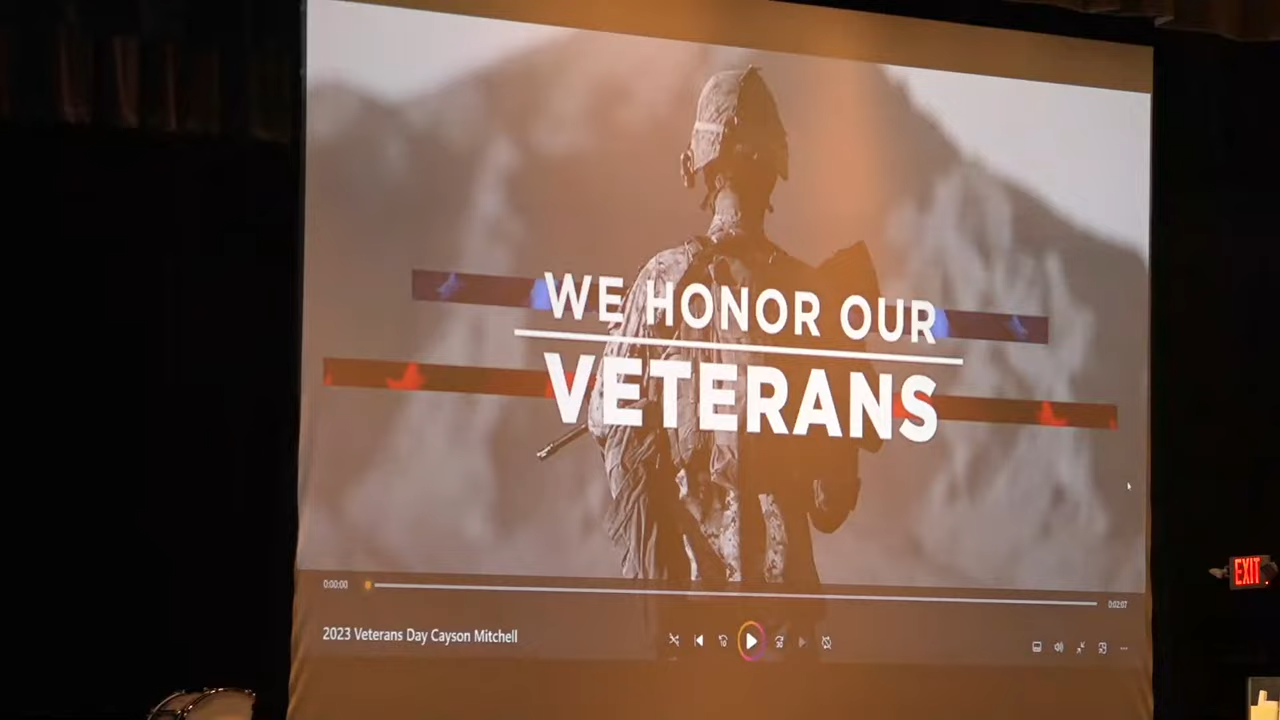 WE HONOR OUR
VETERANS
0:00:00
0:02:07
2023 Veterans Day Cayson Mitchell
EXIT